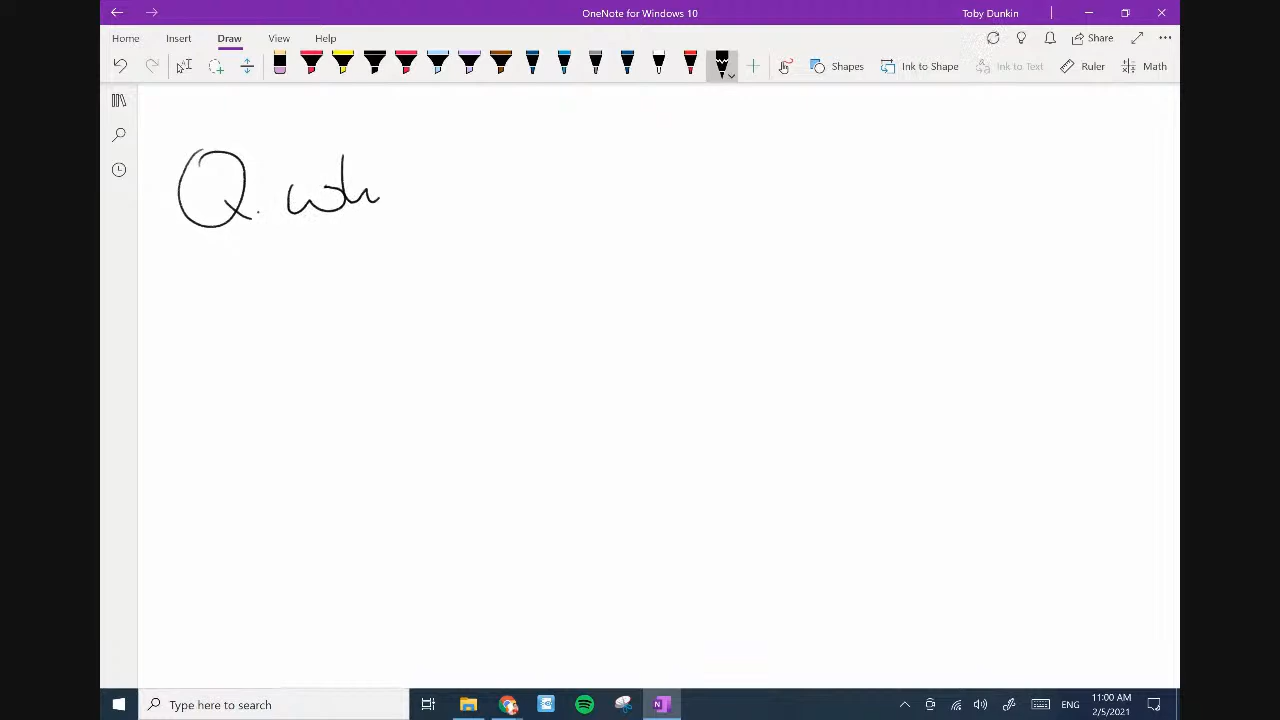 OneNote for Windows 10
Toby Dunkin
Home Insert Draw View Help
Share
Shapes Ink to Shape Ink to Text Ruler Math
Q. wh
Type here to search
ENG
11:00 AM
2/5/2021